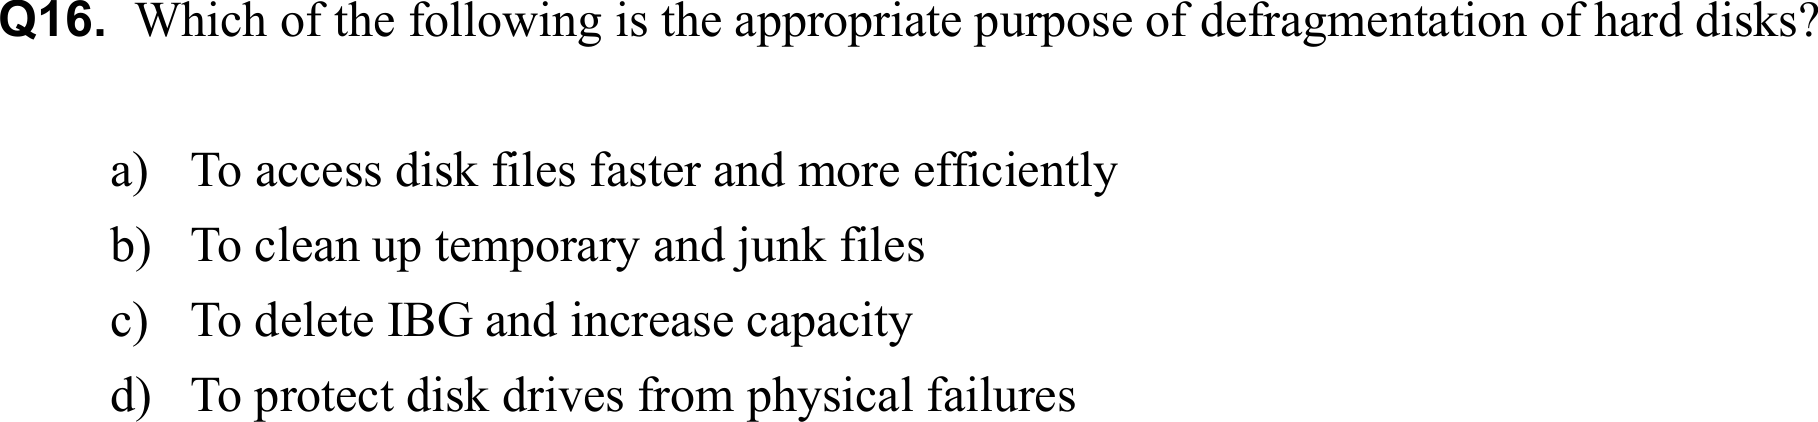 Q16. Which of the following is the appropriate purpose of defragmentation of hard disks?
a) To access disk files faster and more efficiently
b) To clean up temporary and junk files
c) To delete IBG and increase capacity
d) To protect disk drives from physical failures